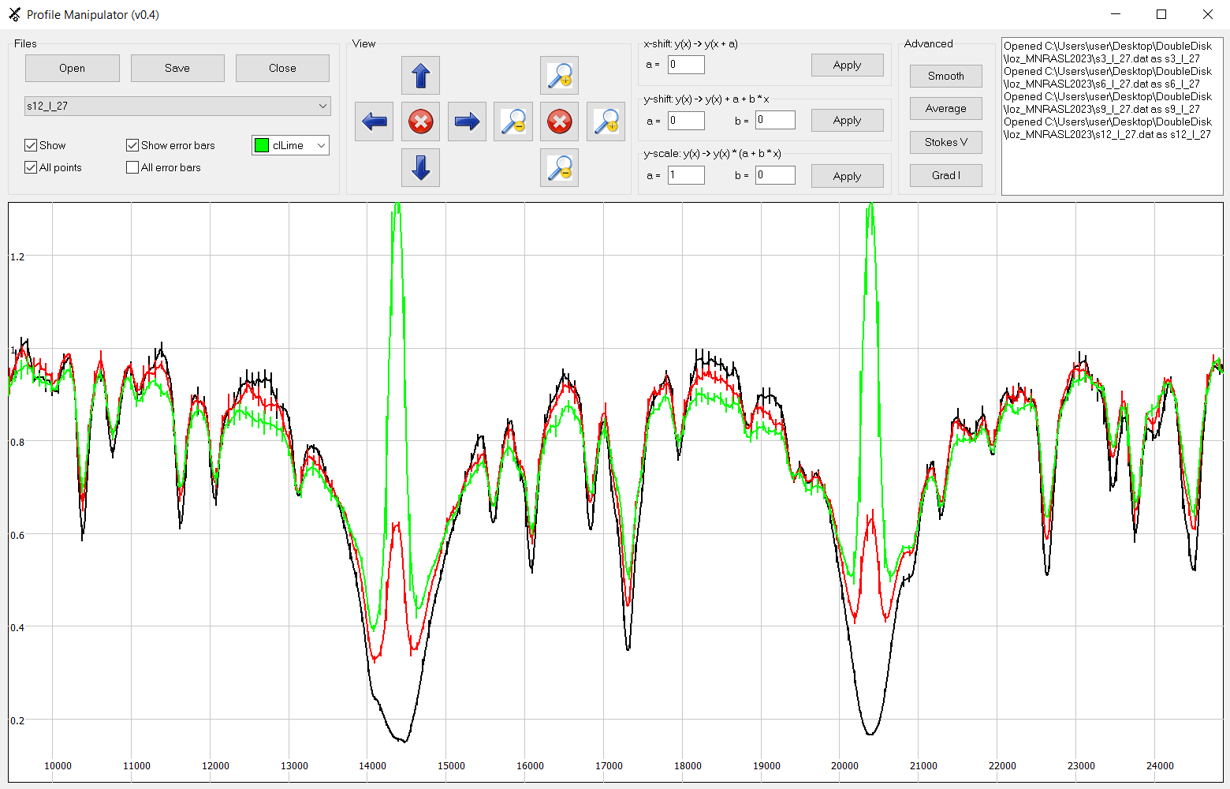 Profile Manipulator (v0.4)
Files
Open
Save
Close
s12_I_27
Show
Show error bars
clLime
All points
All error bars
View
x-shift: y(x) -> y(x + a)
a = 0
Apply
y-shift: y(x) -> y(x) + a + b * x
a = 0
b = 0
Apply
y-scale: y(x) -> y(x) * (a + b * x)
a = 1
b = 0
Apply
Advanced
Smooth
Average
Stokes V
Grad I
Opened C:\Users\user\Desktop\DoubleDisk
\Ioz_MNRASL2023\s3_I_27.dat as s3_I_27
Opened C:\Users\user\Desktop\DoubleDisk
\Ioz_MNRASL2023\s6_I_27.dat as s6_I_27
Opened C:\Users\user\Desktop\DoubleDisk
\Ioz_MNRASL2023\s9_I_27.dat as s9_I_27
Opened C:\Users\user\Desktop\DoubleDisk
\Ioz_MNRASL2023\s12_I_27.dat as s12_I_27
1.2
1
0.8
0.6
0.4
0.2
10000 11000 12000 13000 14000 15000 16000 17000 18000 19000 20000 21000 22000 23000 24000